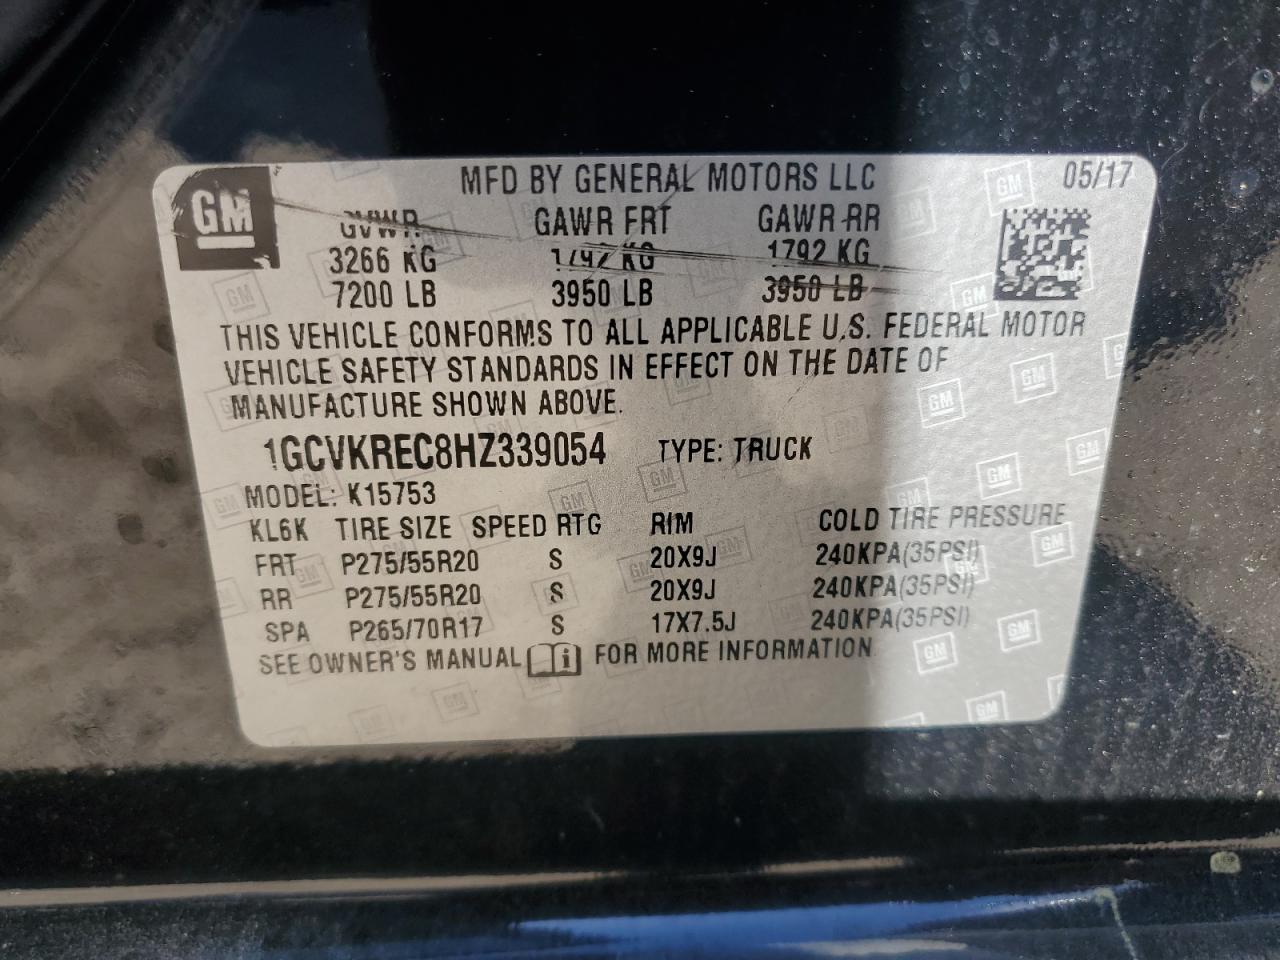 GM
MFD BY GENERAL MOTORS LLC 05/17
GVWR GAWR FRT GAWR RR
3266 KG 1792 KG 1792 KG
7200 LB 3950 LB 3950 LB
THIS VEHICLE CONFORMS TO ALL APPLICABLE U.S. FEDERAL MOTOR
VEHICLE SAFETY STANDARDS IN EFFECT ON THE DATE OF
MANUFACTURE SHOWN ABOVE.
1GCVKREC8HZ339054 TYPE: TRUCK
MODEL: K15753
KL6K TIRE SIZE SPEED RTG RIM COLD TIRE PRESSURE
FRT P275/55R20 S 20X9J 240KPA(35PSI)
RR P275/55R20 S 20X9J 240KPA(35PSI)
SPA P265/70R17 S 17X7.5J 240KPA(35PSI)
SEE OWNER'S MANUAL i FOR MORE INFORMATION